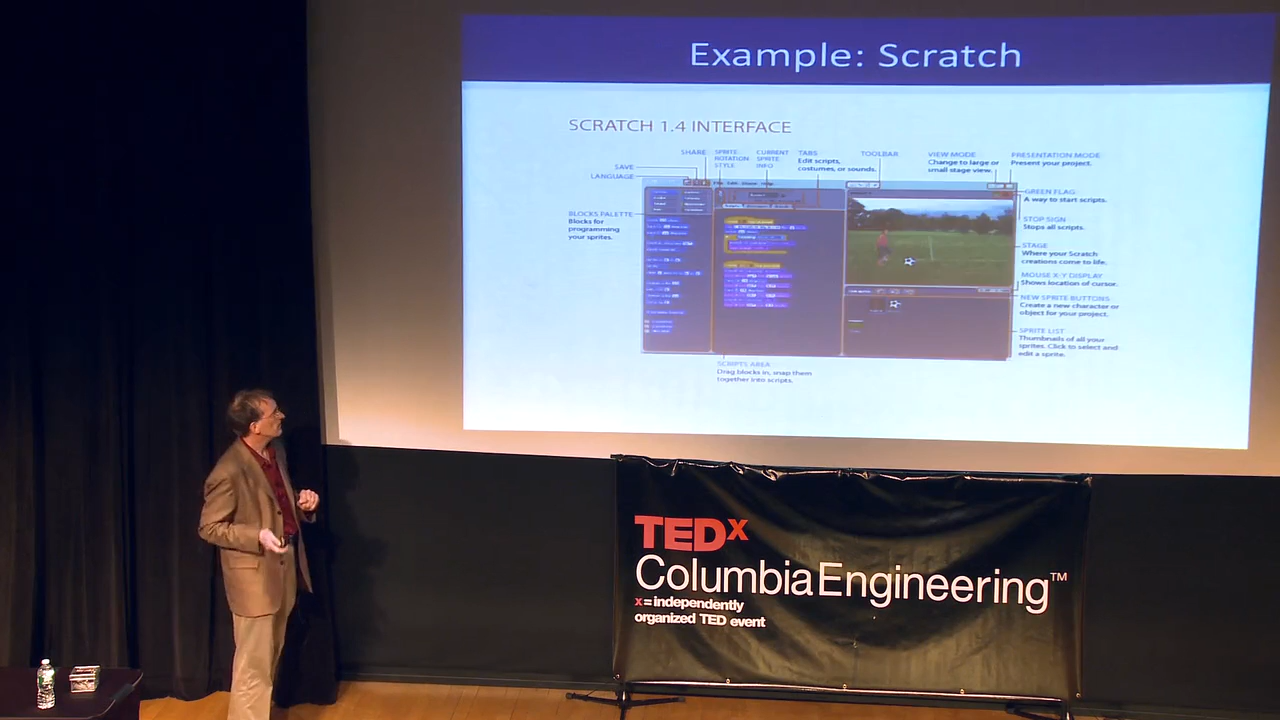 Example: Scratch
SCRATCH 1.4 INTERFACE
SHARE
SPRITE
ROTATION
STYLE
CURRENT
SPRITE
INFO
TABS
Edit scripts,
costumes, or sounds.
TOOLBAR
VIEW MODE
Change to large or
small stage view.
PRESENTATION MODE
Present your project.
SAVE
LANGUAGE
BLOCKS PALETTE
Blocks for
programming
your sprites.
GREEN FLAG
A way to start scripts.
STOP SIGN
Stops all scripts.
STAGE
Where your Scratch
creations come to life.
MOUSE X-Y DISPLAY
Shows location of cursor.
NEW SPRITE BUTTONS
Create a new character or
object for your project.
SPRITE LIST
Thumbnails of all your
sprites. Click to select and
edit a sprite.
SCRIPTS AREA
Drag blocks in, snap them
together into scripts.
TEDx
ColumbiaEngineering™
x=independently
organized TED event